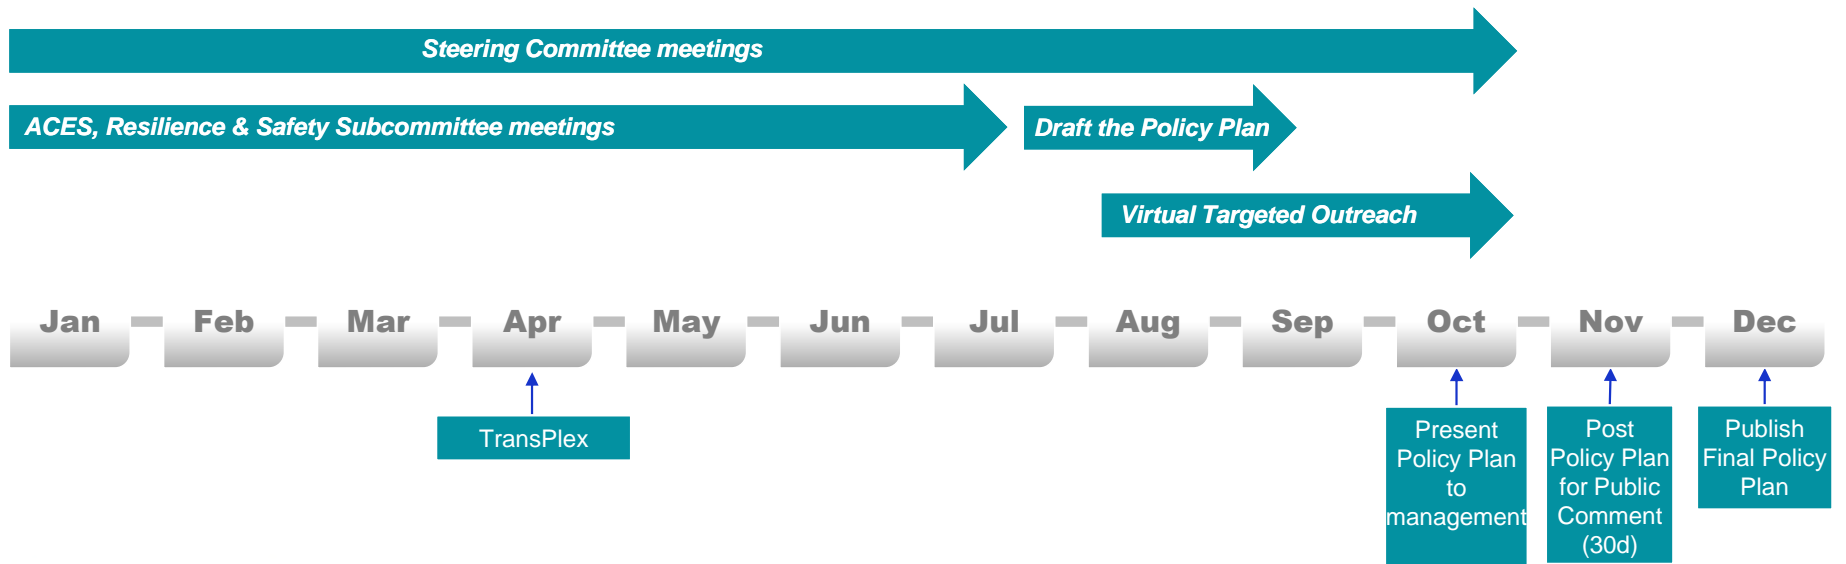 Steering Committee meetings
ACES, Resilience & Safety Subcommittee meetings
Draft the Policy Plan
Virtual Targeted Outreach
Jan
Feb
Mar
Apr
May
Jun
Jul
Aug
Sep
Oct
Nov
Dec
TransPlex
Present
Policy Plan
to
management
Post
Policy Plan
for Public
Comment
(30d)
Publish
Final Policy
Plan